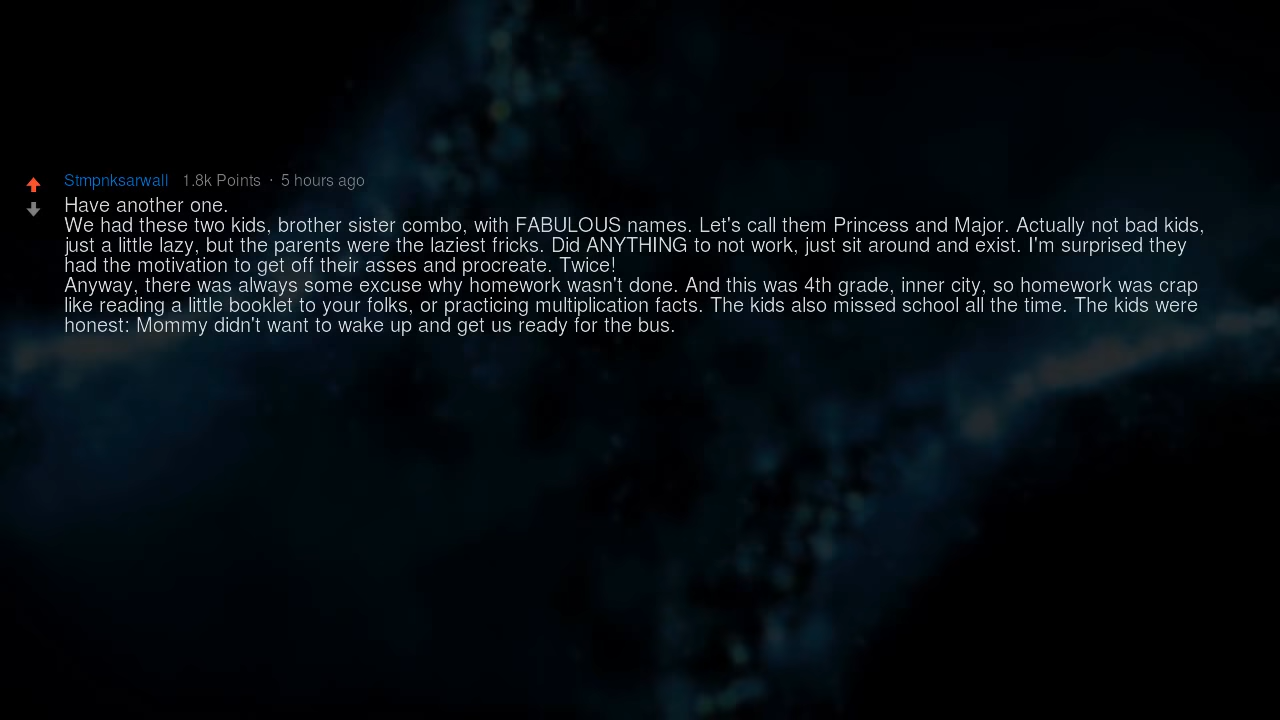 Stmpnksarwall 1.8k Points · 5 hours ago
Have another one.
We had these two kids, brother sister combo, with FABULOUS names. Let's call them Princess and Major. Actually not bad kids,
just a little lazy, but the parents were the laziest fricks. Did ANYTHING to not work, just sit around and exist. I'm surprised they
had the motivation to get off their asses and procreate. Twice!
Anyway, there was always some excuse why homework wasn't done. And this was 4th grade, inner city, so homework was crap
like reading a little booklet to your folks, or practicing multiplication facts. The kids also missed school all the time. The kids were
honest: Mommy didn't want to wake up and get us ready for the bus.